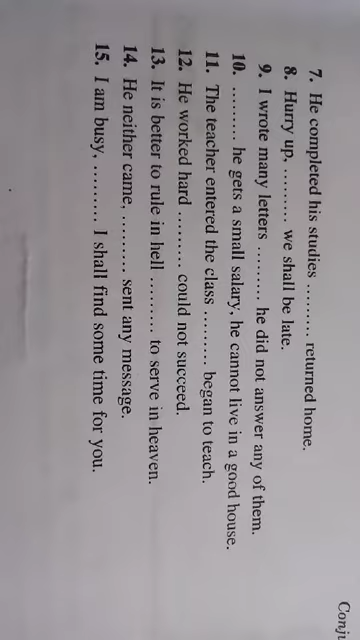 Conju
7. He completed his studies .......... returned home.
8. Hurry up, ......... we shall be late.
9. I wrote many letters ......... he did not answer any of them.
10. ......... he gets a small salary, he cannot live in a good house.
11. The teacher entered the class ......... began to teach.
12. He worked hard ......... could not succeed.
13. It is better to rule in hell ......... to serve in heaven.
14. He neither came, ......... sent any message.
15. I am busy, ......... I shall find some time for you.